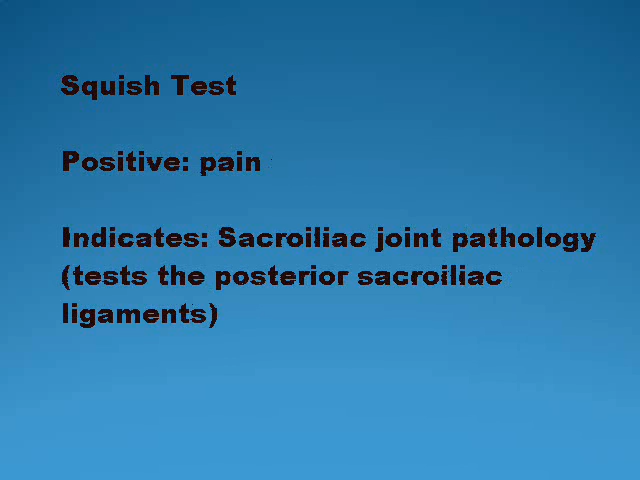 Squish Test
Positive: pain
Indicates: Sacroiliac joint pathology
(tests the posterior sacroiliac
ligaments)